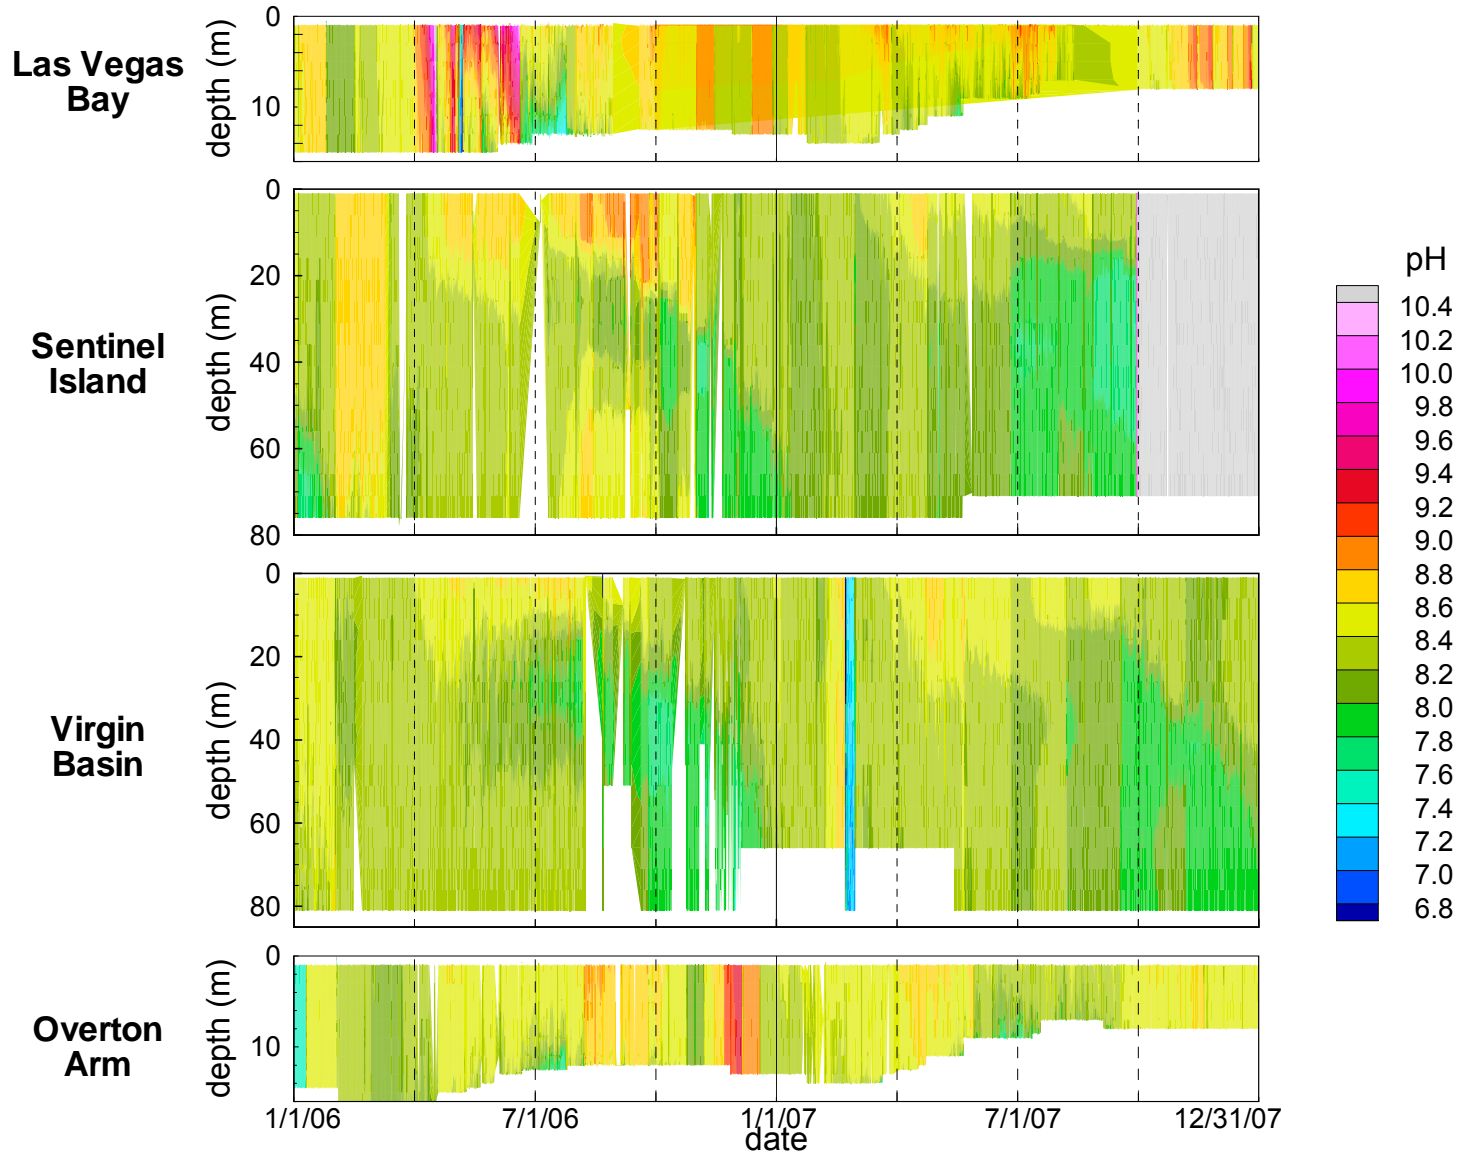 Las Vegas
Bay
depth (m)
0
10
Sentinel
Island
depth (m)
0
20
40
60
80
Virgin
Basin
depth (m)
0
20
40
60
80
Overton
Arm
depth (m)
0
10
1/1/06
7/1/06
1/1/07
7/1/07
12/31/07
date
pH
10.4
10.2
10.0
9.8
9.6
9.4
9.2
9.0
8.8
8.6
8.4
8.2
8.0
7.8
7.6
7.4
7.2
7.0
6.8